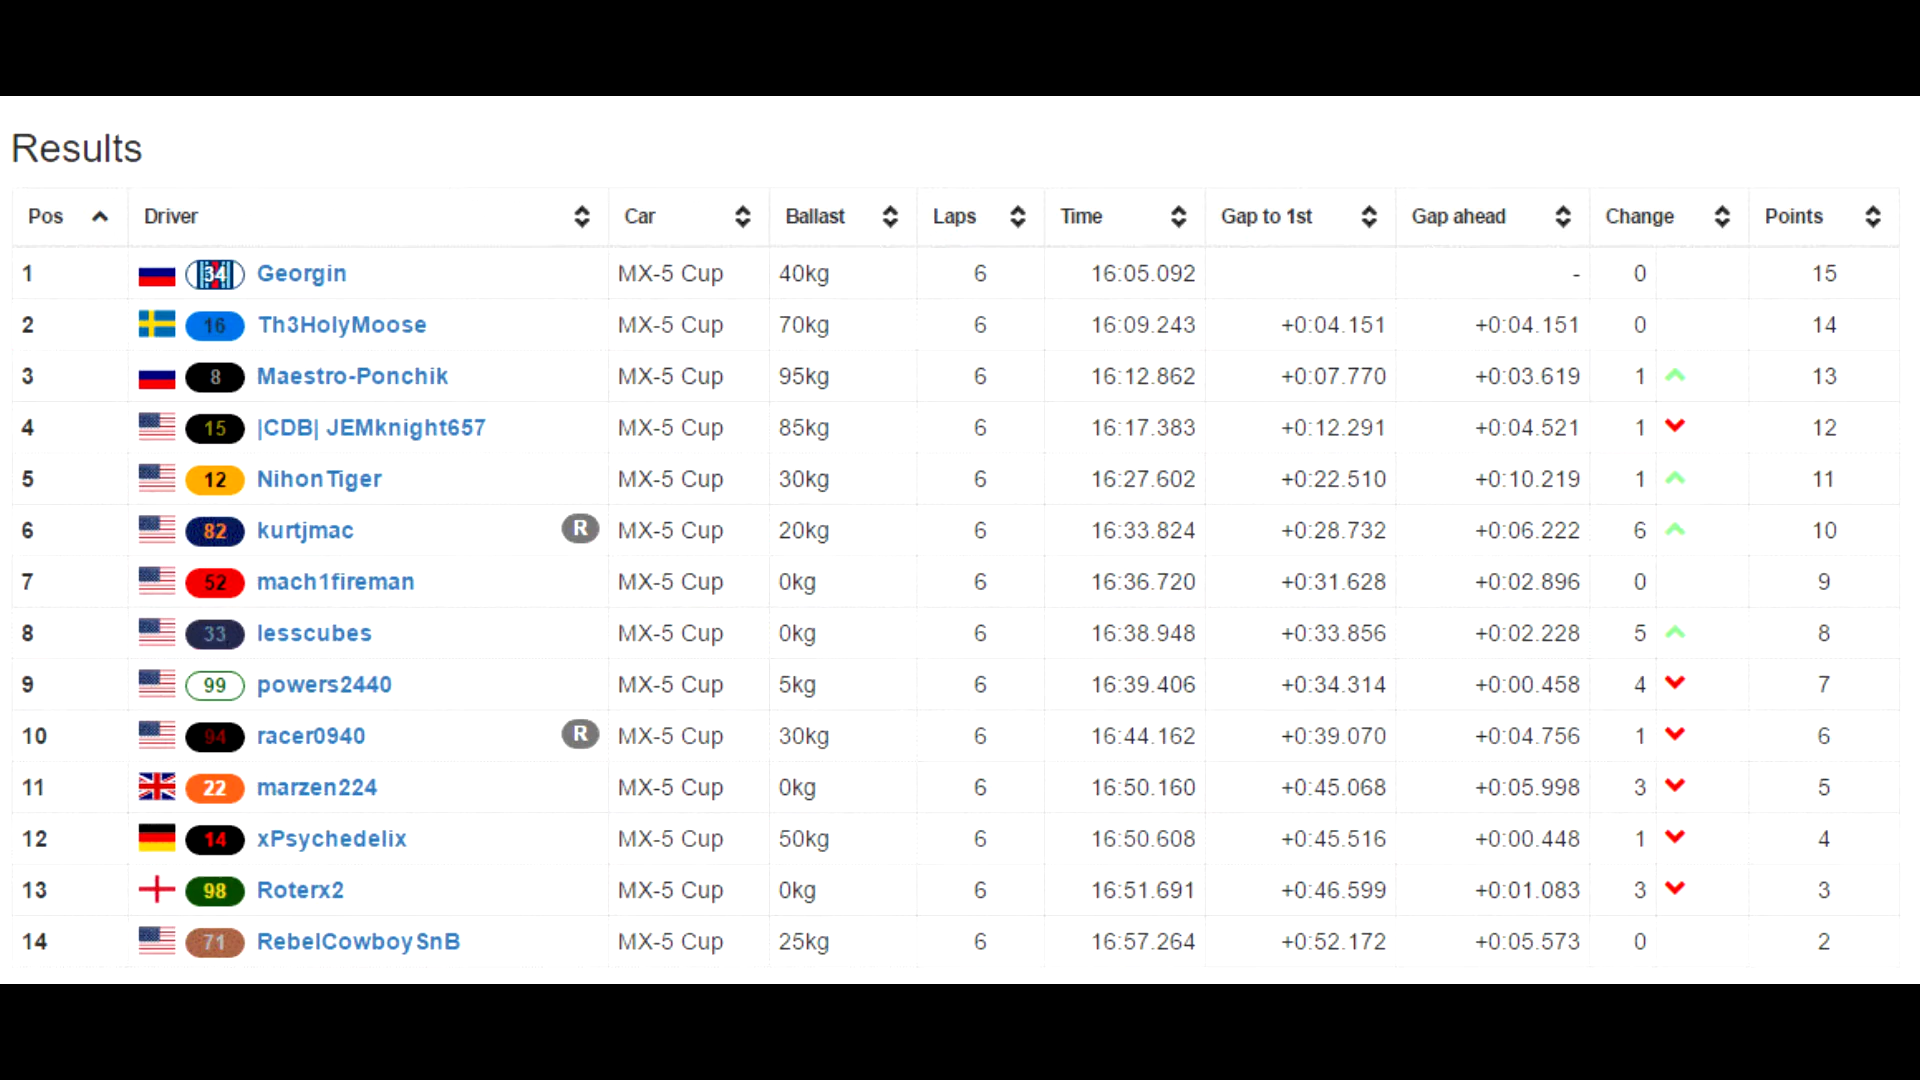 Results
Pos Driver Car Ballast Laps Time Gap to 1st Gap ahead Change Points
1 34 Georgin MX-5 Cup 40kg 6 16:05.092 - 0 15
2 16 Th3HolyMoose MX-5 Cup 70kg 6 16:09.243 +0:04.151 +0:04.151 0 14
3 8 Maestro-Ponchik MX-5 Cup 95kg 6 16:12.862 +0:07.770 +0:03.619 1 13
4 15 |CDB| JEMknight657 MX-5 Cup 85kg 6 16:17.383 +0:12.291 +0:04.521 1 12
5 12 NihonTiger MX-5 Cup 30kg 6 16:27.602 +0:22.510 +0:10.219 1 11
6 82 kurtjmac R MX-5 Cup 20kg 6 16:33.824 +0:28.732 +0:06.222 6 10
7 52 mach1fireman MX-5 Cup 0kg 6 16:36.720 +0:31.628 +0:02.896 0 9
8 33 lesscubes MX-5 Cup 0kg 6 16:38.948 +0:33.856 +0:02.228 5 8
9 99 powers2440 MX-5 Cup 5kg 6 16:39.406 +0:34.314 +0:00.458 4 7
10 94 racer0940 R MX-5 Cup 30kg 6 16:44.162 +0:39.070 +0:04.756 1 6
11 22 marzen224 MX-5 Cup 0kg 6 16:50.160 +0:45.068 +0:05.998 3 5
12 14 xPsychedelix MX-5 Cup 50kg 6 16:50.608 +0:45.516 +0:00.448 1 4
13 98 Roterx2 MX-5 Cup 0kg 6 16:51.691 +0:46.599 +0:01.083 3 3
14 71 RebelCowboySnB MX-5 Cup 25kg 6 16:57.264 +0:52.172 +0:05.573 0 2